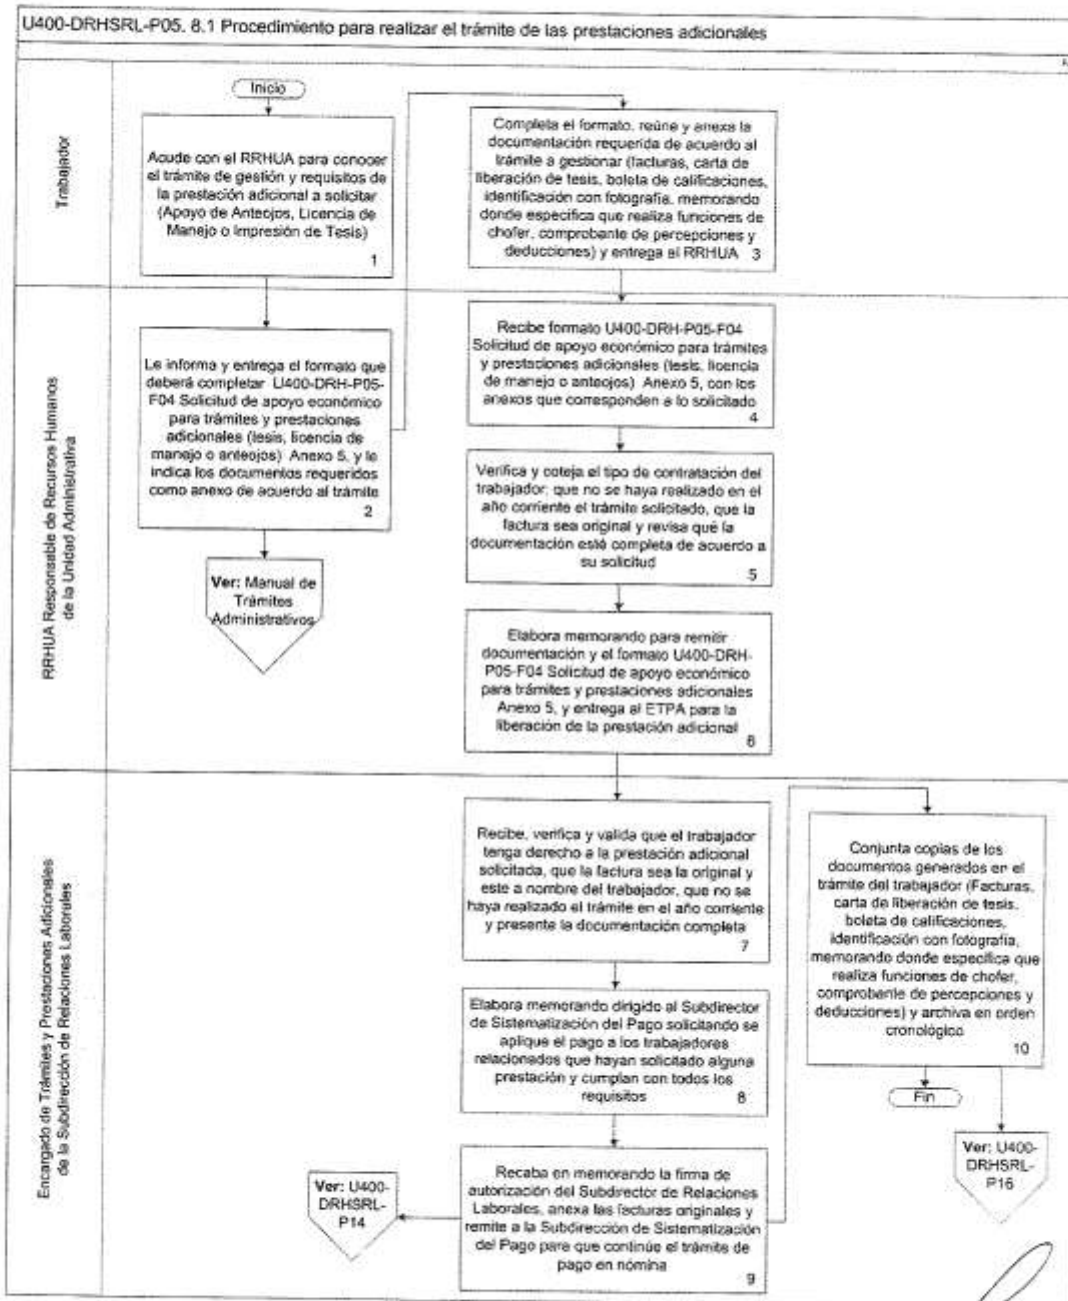 U400-DRHSRL-P05. 8.1 Procedimiento para realizar el trámite de las prestaciones adicionales
Trabajador
Inicio
Acude con el RRHUA para conocer
el trámite de gestión y requisitos de
la prestación adicional a solicitar
(Apoyo de Anteojos, Licencia de
Manejo o Impresión de Tesis)
1
Completa el formato, reúne y anexa la
documentación requerida de acuerdo al
trámite a gestionar (facturas, carta de
liberación de tesis, boleta de calificaciones,
identificación con fotografía, memorando
donde especifica que realiza funciones de
chofer, comprobante de percepciones y
deducciones) y entrega al RRHUA 3
RRHUA Responsable de Recursos Humanos
de la Unidad Administrativa
Le informa y entrega el formato que
deberá completar U400-DRH-P05-
F04 Solicitud de apoyo económico
para trámites y prestaciones
adicionales (tesis, licencia de
manejo o anteojos) Anexo 5, y le
indica los documentos requeridos
como anexo de acuerdo al trámite
2
Ver: Manual de
Trámites
Administrativos
Recibe formato U400-DRH-P05-F04
Solicitud de apoyo económico para trámites
y prestaciones adicionales (tesis, licencia
de manejo o anteojos) Anexo 5, con los
anexos que corresponden a lo solicitado
4
Verifica y coteja el tipo de contratación del
trabajador, que no se haya realizado en el
año corriente el trámite solicitado, que la
factura sea original y revisa qué la
documentación esté completa de acuerdo a
su solicitud
5
Elabora memorando para remitir
documentación y el formato U400-DRH-
P05-F04 Solicitud de apoyo económico
para trámites y prestaciones adicionales
Anexo 5, y entrega al ETPA para la
liberación de la prestación adicional
6
Encargado de Trámites y Prestaciones Adicionales
de la Subdirección de Relaciones Laborales
Recibe, verifica y valida que el trabajador
tenga derecho a la prestación adicional
solicitada, que la factura sea la original y
este a nombre del trabajador, que no se
haya realizado el trámite en el año corriente
y presente la documentación completa
7
Elabora memorando dirigido al Subdirector
de Sistematización del Pago solicitando se
aplique el pago a los trabajadores
relacionados que hayan solicitado alguna
prestación y cumplan con todos los
requisitos
8
Recaba en memorando la firma de
autorización del Subdirector de Relaciones
Laborales, anexa las facturas originales y
remite a la Subdirección de Sistematización
del Pago para que continúe el trámite de
pago en nómina
9
Ver: U400-
DRHSRL-
P14
Conjunta copias de los
documentos generados en el
trámite del trabajador (Facturas,
carta de liberación de tesis,
boleta de calificaciones,
identificación con fotografía,
memorando donde especifica que
realiza funciones de chofer,
comprobante de percepciones y
deducciones) y archiva en orden
cronológico
10
Fin
Ver: U400-
DRHSRL-
P16